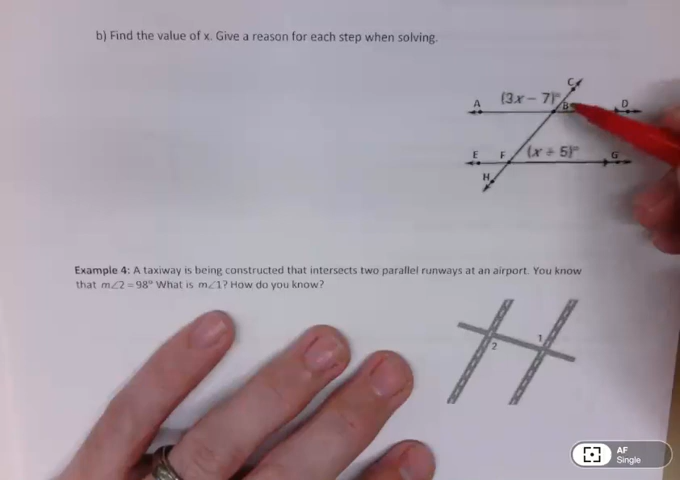 b) Find the value of x. Give a reason for each step when solving.
C
A (3x − 7)° B D
E F (x + 5)° G
H
Example 4: A taxiway is being constructed that intersects two parallel runways at an airport. You know
that m∠2 = 98° What is m∠1? How do you know?
1
2
AF
Single